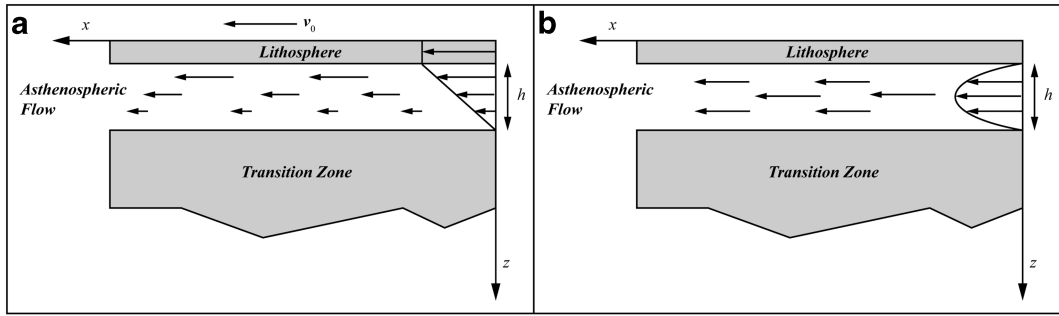 a
x
v0
Lithosphere
Asthenospheric
Flow
h
Transition Zone
z
b
x
Lithosphere
Asthenospheric
Flow
h
Transition Zone
z